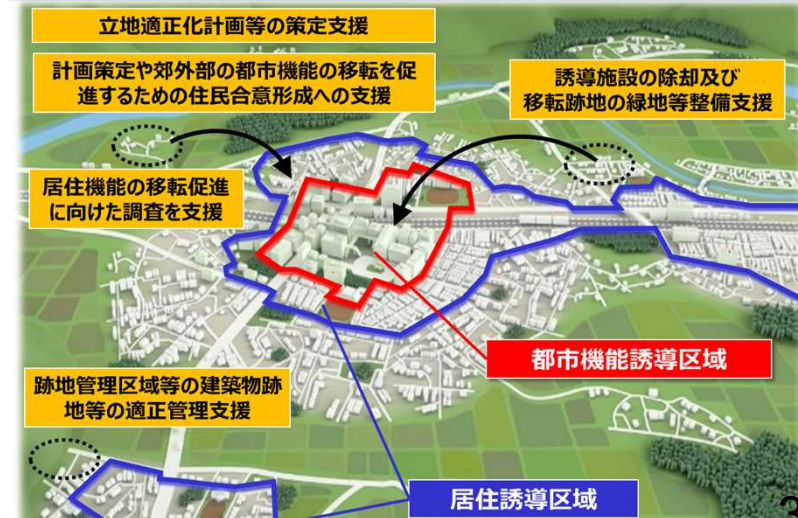 立地適正化計画等の策定支援
計画策定や郊外部の都市機能の移転を促
進するための住民合意形成への支援
誘導施設の除却及び
移転跡地の緑地等整備支援
居住機能の移転促進
に向けた調査を支援
都市機能誘導区域
跡地管理区域等の建築物跡
地等の適正管理支援
居住誘導区域
3